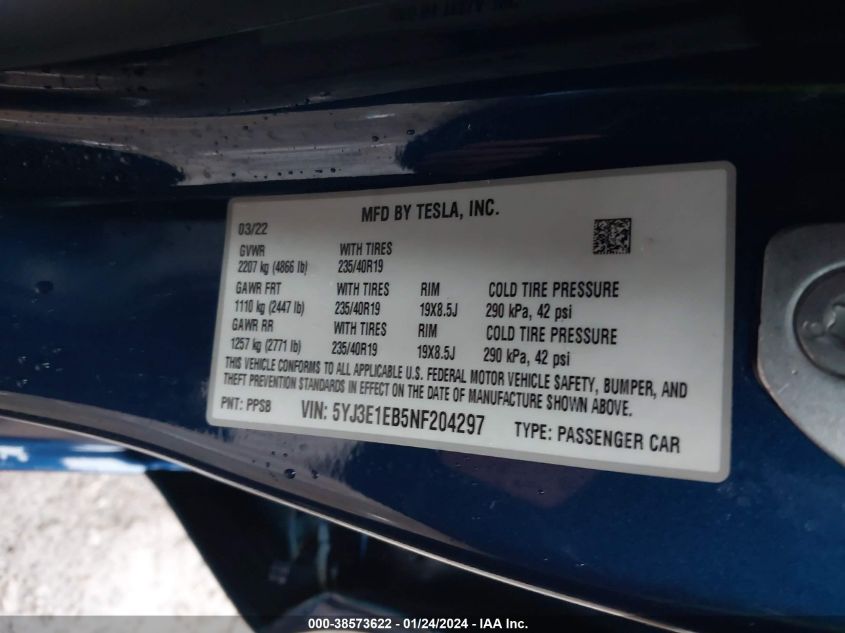 MFD BY TESLA, INC.
03/22
GVWR WITH TIRES
2207 kg (4866 lb) 235/40R19
GAWR FRT WITH TIRES RIM COLD TIRE PRESSURE
1110 kg (2447 lb) 235/40R19 19X8.5J 290 kPa, 42 psi
GAWR RR WITH TIRES RIM COLD TIRE PRESSURE
1257 kg (2771 lb) 235/40R19 19X8.5J 290 kPa, 42 psi
THIS VEHICLE CONFORMS TO ALL APPLICABLE U.S. FEDERAL MOTOR VEHICLE SAFETY, BUMPER, AND
THEFT PREVENTION STANDARDS IN EFFECT ON THE DATE OF MANUFACTURE SHOWN ABOVE.
PNT: PPSB VIN: 5YJ3E1EB5NF204297 TYPE: PASSENGER CAR
000-38573622 - 01/24/2024 - IAA Inc.